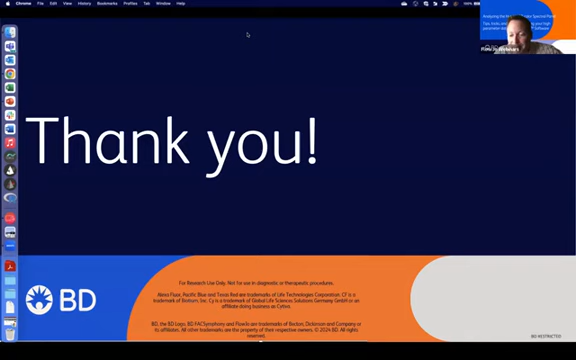 Chrome File Edit View History Bookmarks Profiles Tab Window Help
Thank you!
BD
For Research Use Only. Not for use in diagnostic or therapeutic procedures.
Alexa Fluor, Pacific Blue and Texas Red are trademarks of Life Technologies Corporation. CF is a
trademark of Biotium, Inc. Cy is a trademark of Global Life Sciences Solutions Germany GmbH or an
affiliate doing business as Cytiva.
BD, the BD Logo, BD FACSymphony and FlowJo are trademarks of Becton, Dickinson and Company or
its affiliates. All other trademarks are the property of their respective owners. © 2024 BD. All rights
reserved.
BD RESTRICTED